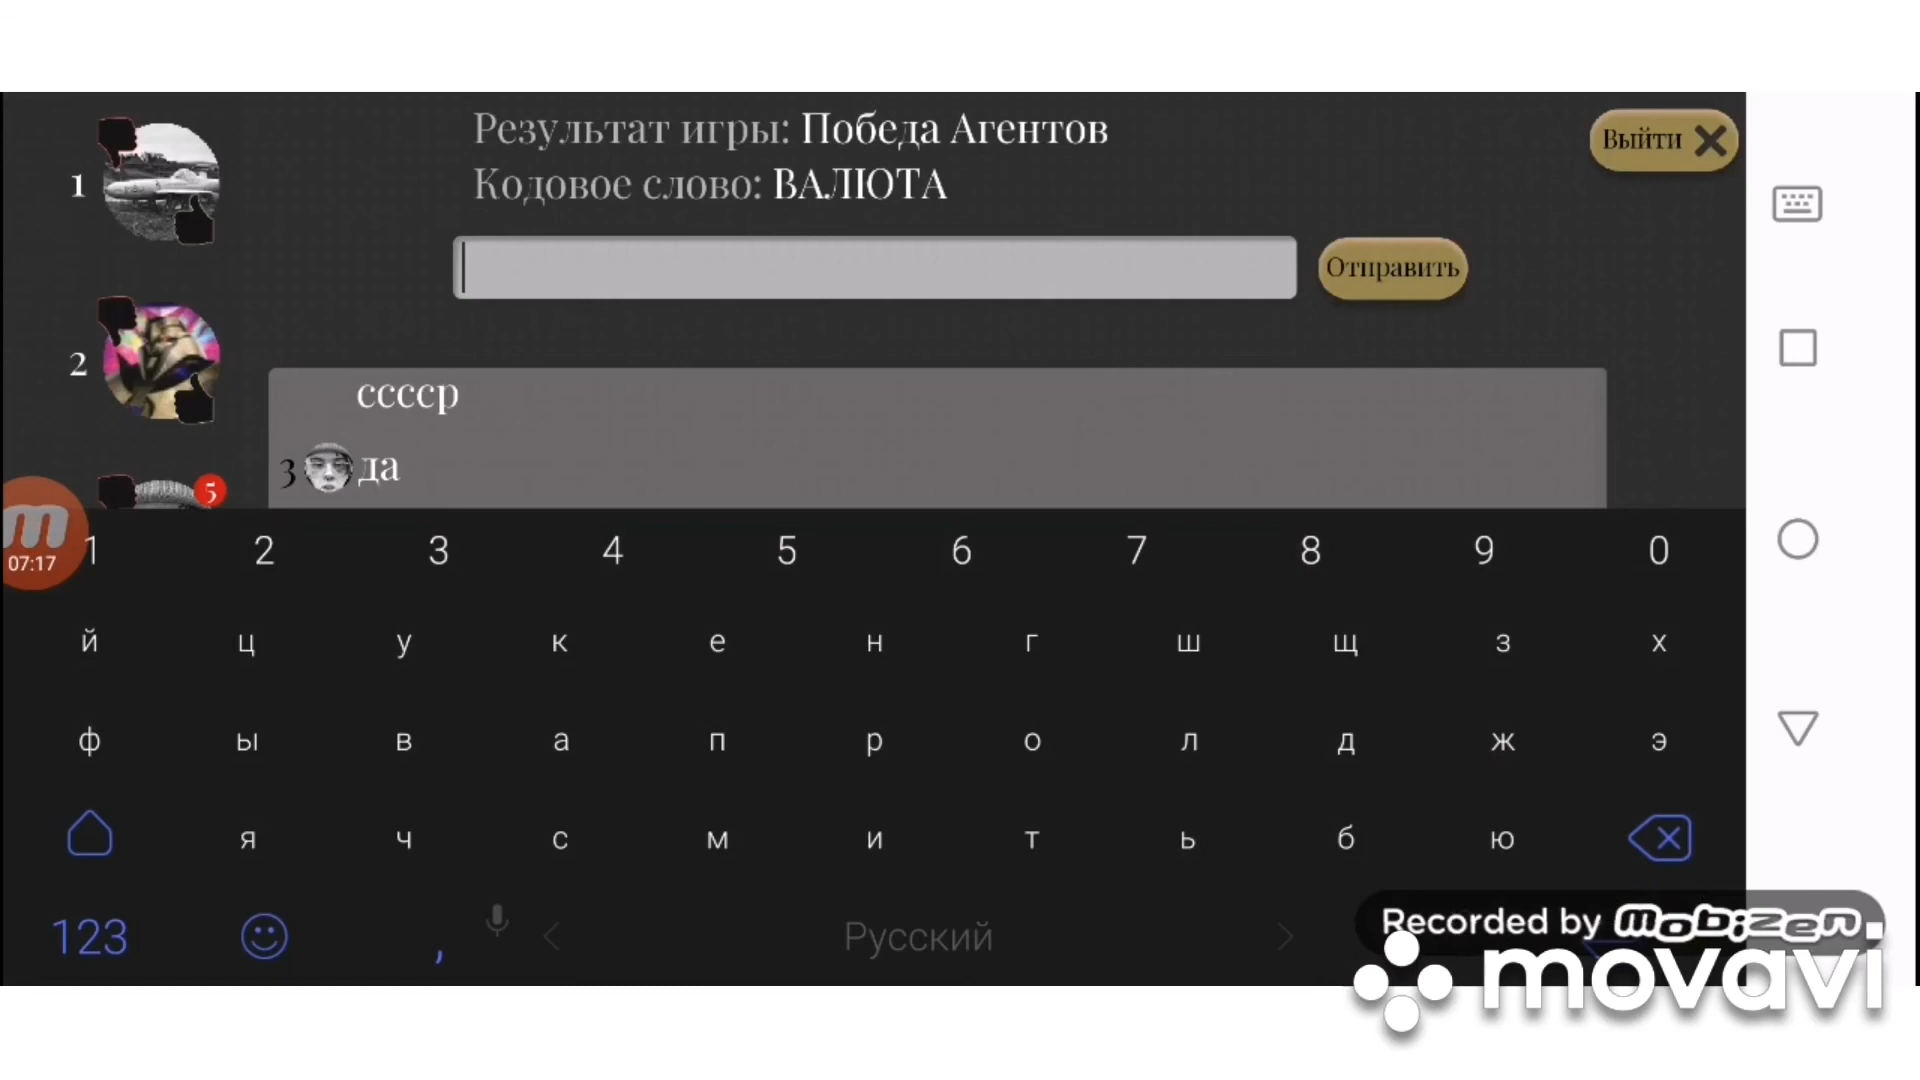 Результат игры: Победа Агентов
Кодовое слово: ВАЛЮТА
Выйти
Отправить
1
2
5
ссссp
3 да
m
07:17
1 2 3 4 5 6 7 8 9 0
й ц у к е н г ш щ з х
ф ы в а п р о л д ж э
я ч с м и т ь б ю
123 , Русский
Recorded by mobizen
movavi